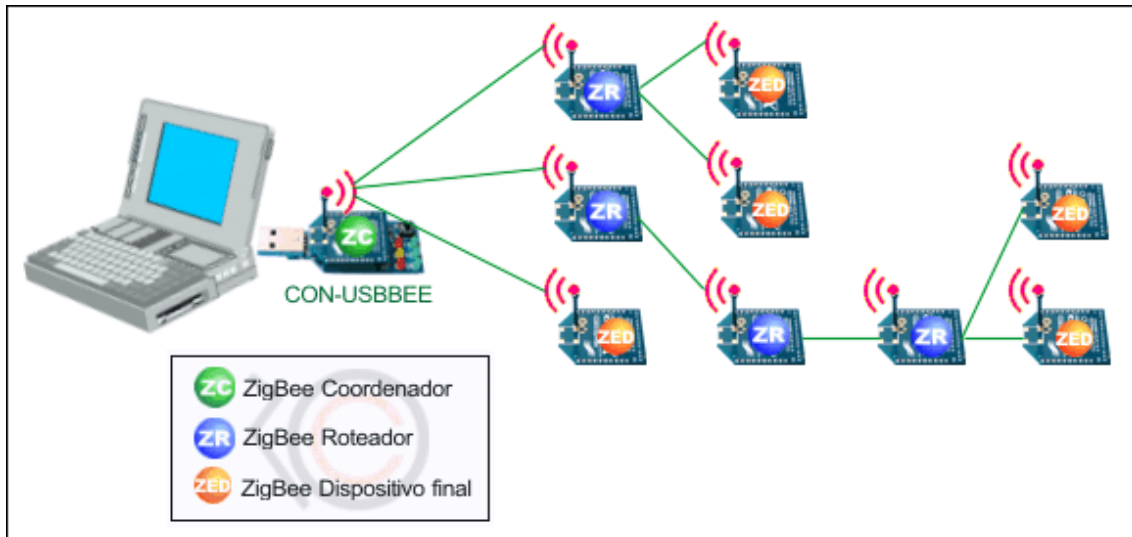 ZR
ZED
ZR
ZED
ZED
ZC
CON-USBBEE
ZED
ZR
ZR
ZED
ZC ZigBee Coordenador
ZR ZigBee Roteador
ZED ZigBee Dispositivo final